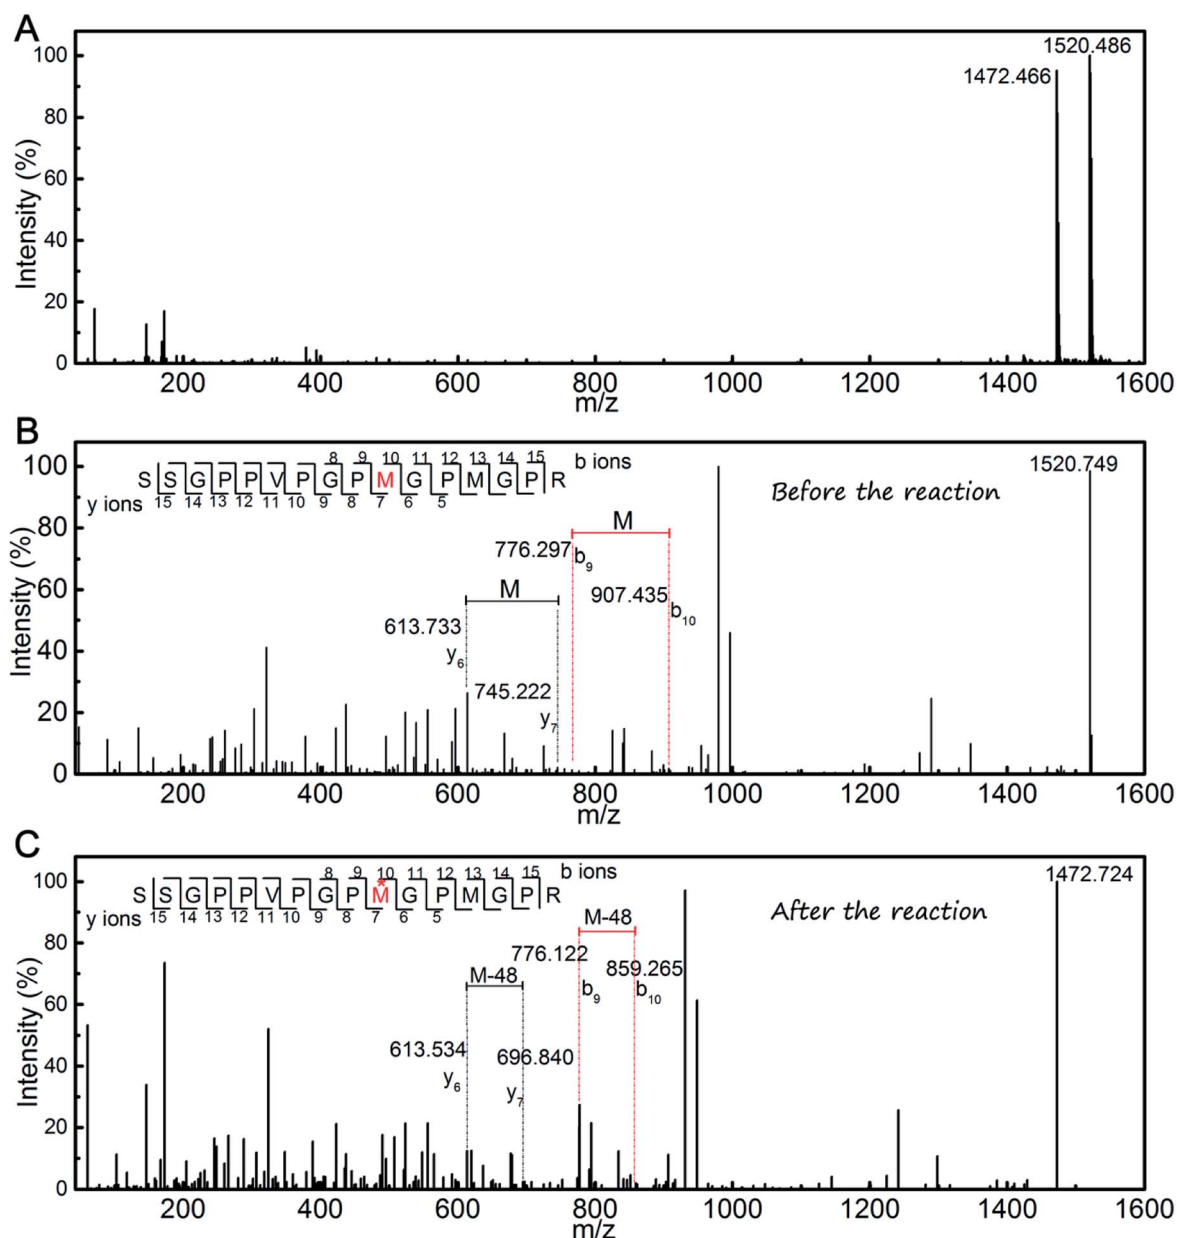 A
100
80
60
40
20
0
Intensity (%)
1472.466
1520.486
200 400 600 800 1000 1200 1400 1600
m/z
B
100
80
60
40
20
0
Intensity (%)
8 9 10 11 12 13 14 15 b ions
S S G P P V P G P M G P M G P R
y ions 15 14 13 12 11 10 9 8 7 6 5
Before the reaction
1520.749
M
776.297 b9
M
907.435 b10
613.733
y6
745.222
y7
200 400 600 800 1000 1200 1400 1600
m/z
C
100
80
60
40
20
0
Intensity (%)
8 9 10 11 12 13 14 15 b ions
S S G P P V P G P M* G P M G P R
y ions 15 14 13 12 11 10 9 8 7 6 5
After the reaction
1472.724
M-48
776.122
b9
859.265
b10
M-48
613.534
y6
696.840
y7
200 400 600 800 1000 1200 1400 1600
m/z